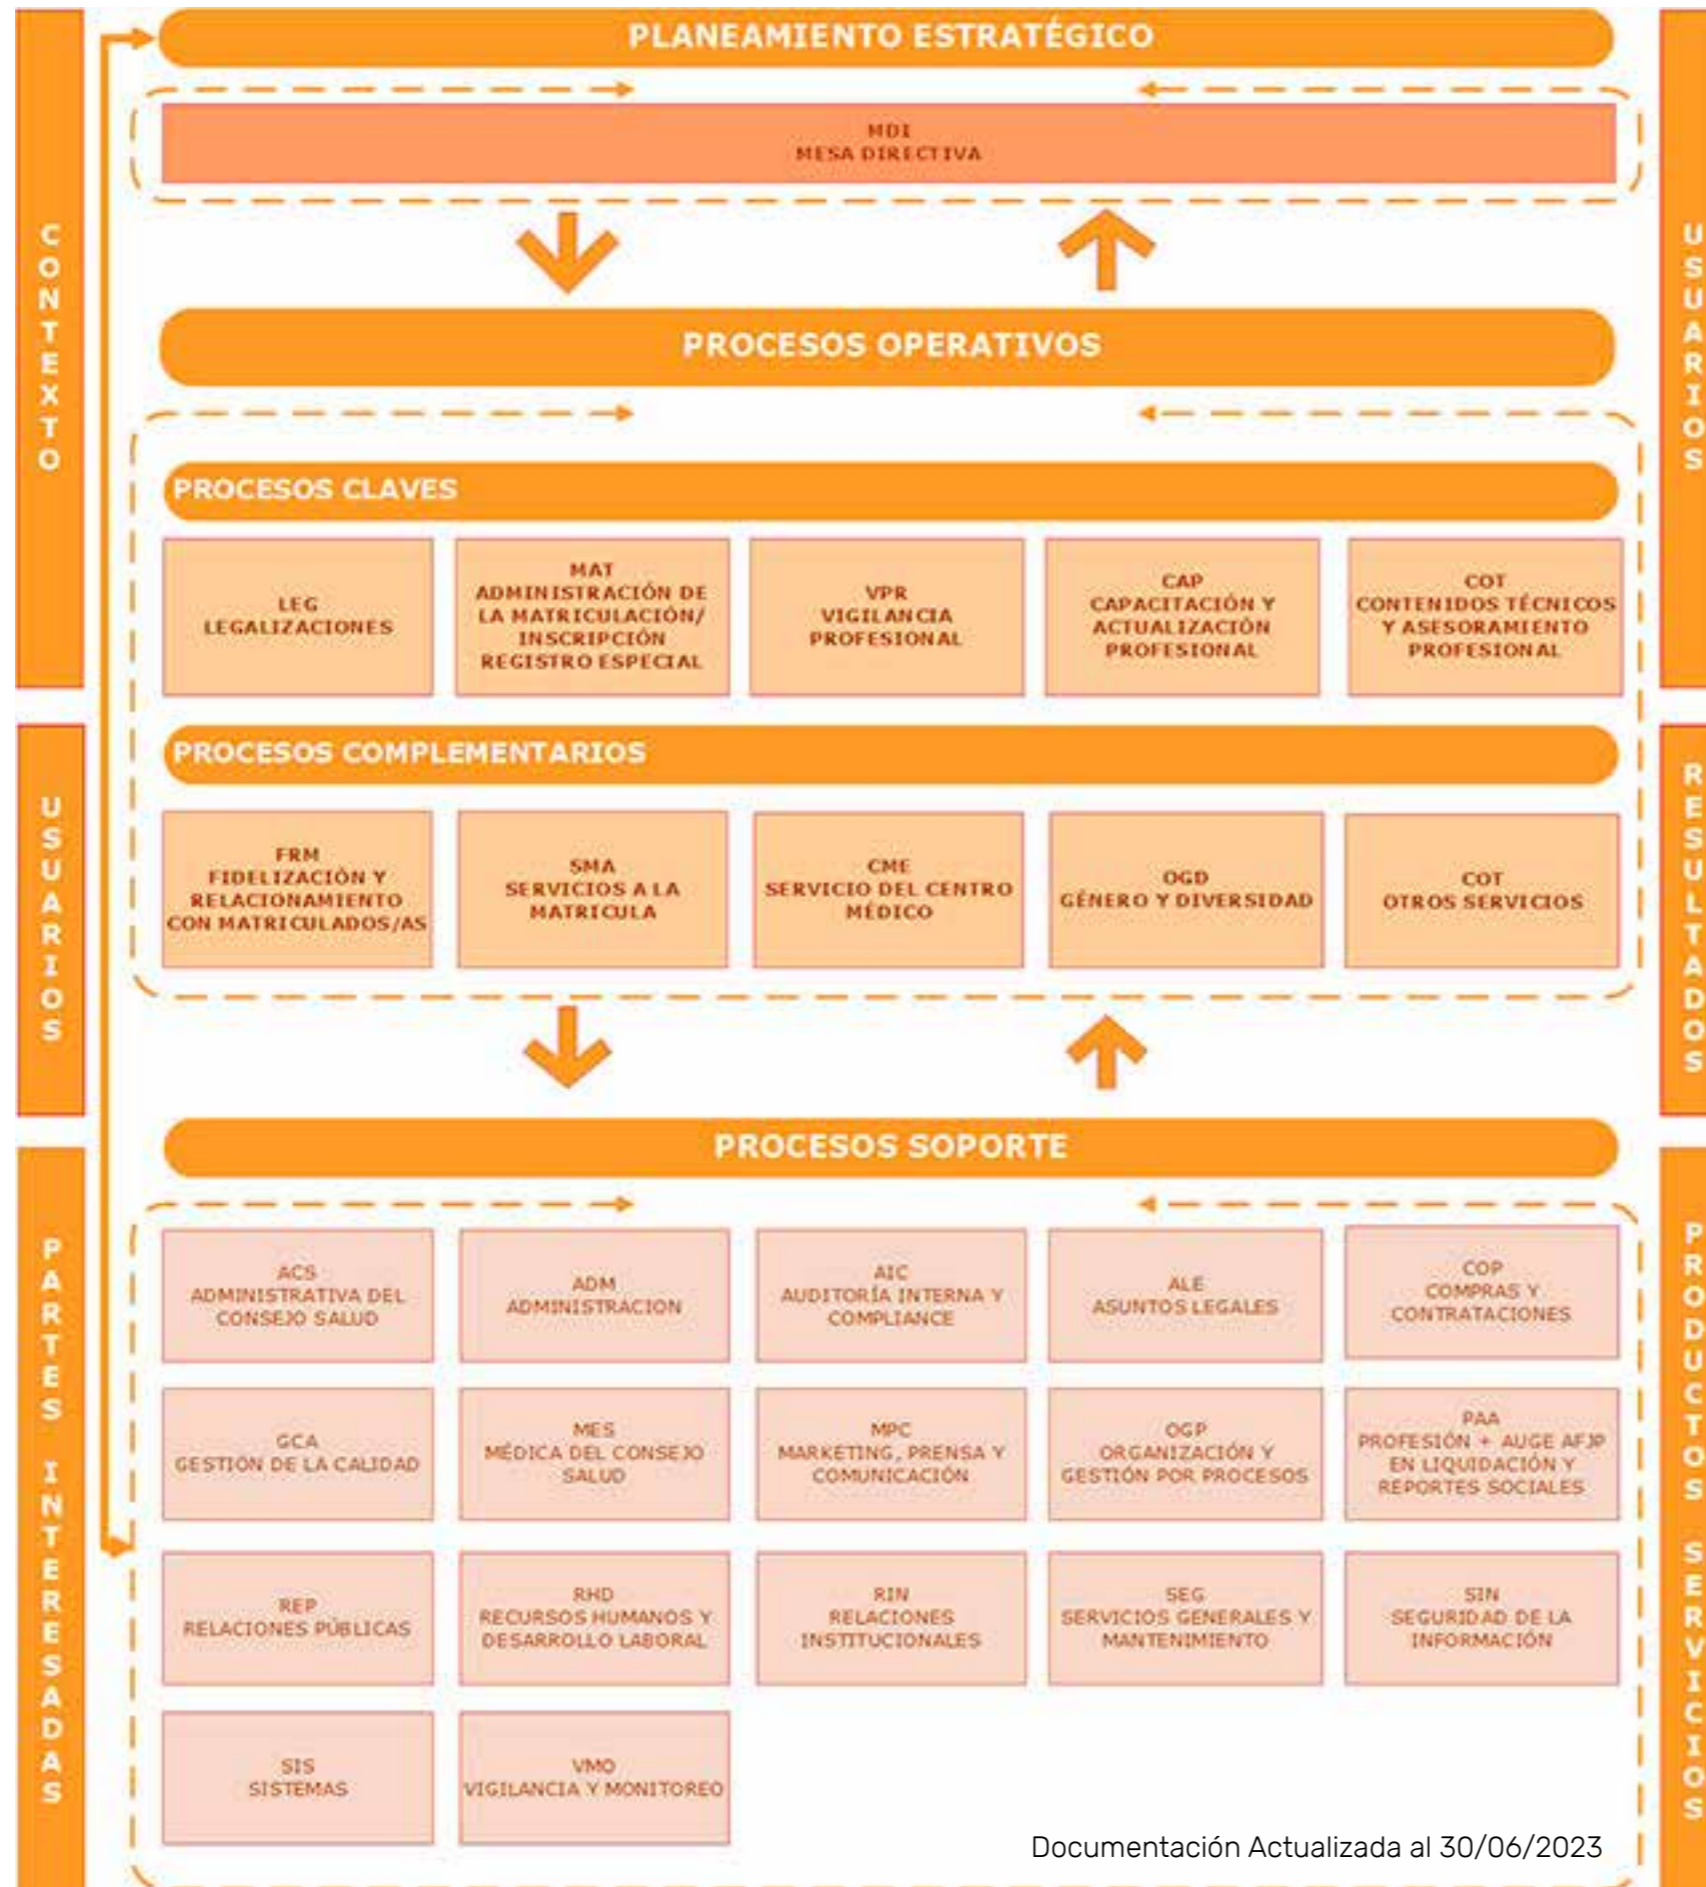 PLANEAMIENTO ESTRATÉGICO
MDI
MESA DIRECTIVA
CONTEXTO
USUARIOS
PROCESOS OPERATIVOS
PROCESOS CLAVES
LEG
LEGALIZACIONES
MAT
ADMINISTRACIÓN DE
LA MATRICULACIÓN/
INSCRIPCIÓN
REGISTRO ESPECIAL
VPR
VIGILANCIA
PROFESIONAL
CAP
CAPACITACIÓN Y
ACTUALIZACIÓN
PROFESIONAL
COT
CONTENIDOS TÉCNICOS
Y ASESORAMIENTO
PROFESIONAL
PROCESOS COMPLEMENTARIOS
USUARIOS
RESULTADOS
FRM
FIDELIZACIÓN Y
RELACIONAMIENTO
CON MATRICULADOS/AS
SMA
SERVICIOS A LA
MATRICULA
CME
SERVICIO DEL CENTRO
MÉDICO
OGD
GÉNERO Y DIVERSIDAD
COT
OTROS SERVICIOS
PROCESOS SOPORTE
PARTES INTERESADAS
PRODUCTOS SERVICIOS
ACS
ADMINISTRATIVA DEL
CONSEJO SALUD
ADM
ADMINISTRACION
AIC
AUDITORÍA INTERNA Y
COMPLIANCE
ALE
ASUNTOS LEGALES
COP
COMPRAS Y
CONTRATACIONES
GCA
GESTIÓN DE LA CALIDAD
MES
MÉDICA DEL CONSEJO
SALUD
MPC
MARKETING, PRENSA Y
COMUNICACIÓN
OGP
ORGANIZACIÓN Y
GESTIÓN POR PROCESOS
PAA
PROFESIÓN + AUGE AFJP
EN LIQUIDACIÓN Y
REPORTES SOCIALES
REP
RELACIONES PÚBLICAS
RHD
RECURSOS HUMANOS Y
DESARROLLO LABORAL
RIN
RELACIONES
INSTITUCIONALES
SEG
SERVICIOS GENERALES Y
MANTENIMIENTO
SIN
SEGURIDAD DE LA
INFORMACIÓN
SIS
SISTEMAS
VMO
VIGILANCIA Y MONITOREO
Documentación Actualizada al 30/06/2023